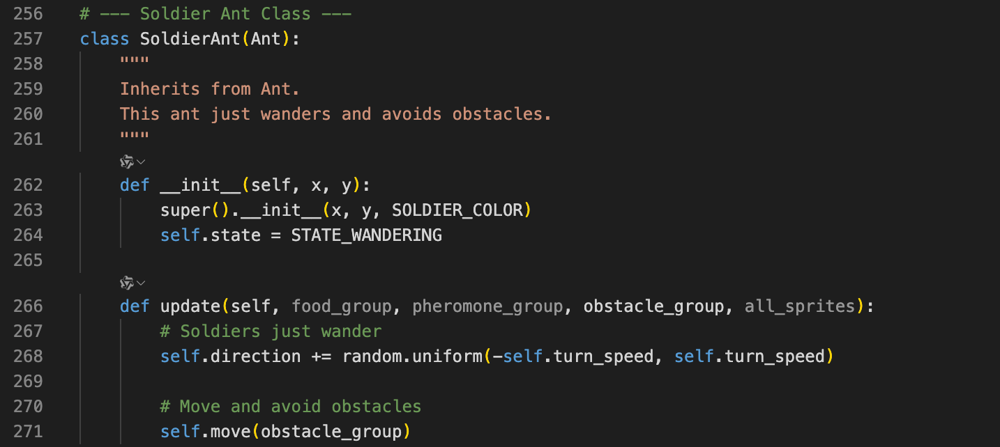 256 # --- Soldier Ant Class ---
257 class SoldierAnt(Ant):
258     """
259     Inherits from Ant.
260     This ant just wanders and avoids obstacles.
261     """
262     def __init__(self, x, y):
263         super().__init__(x, y, SOLDIER_COLOR)
264         self.state = STATE_WANDERING
265
266     def update(self, food_group, pheromone_group, obstacle_group, all_sprites):
267         # Soldiers just wander
268         self.direction += random.uniform(-self.turn_speed, self.turn_speed)
269
270         # Move and avoid obstacles
271         self.move(obstacle_group)